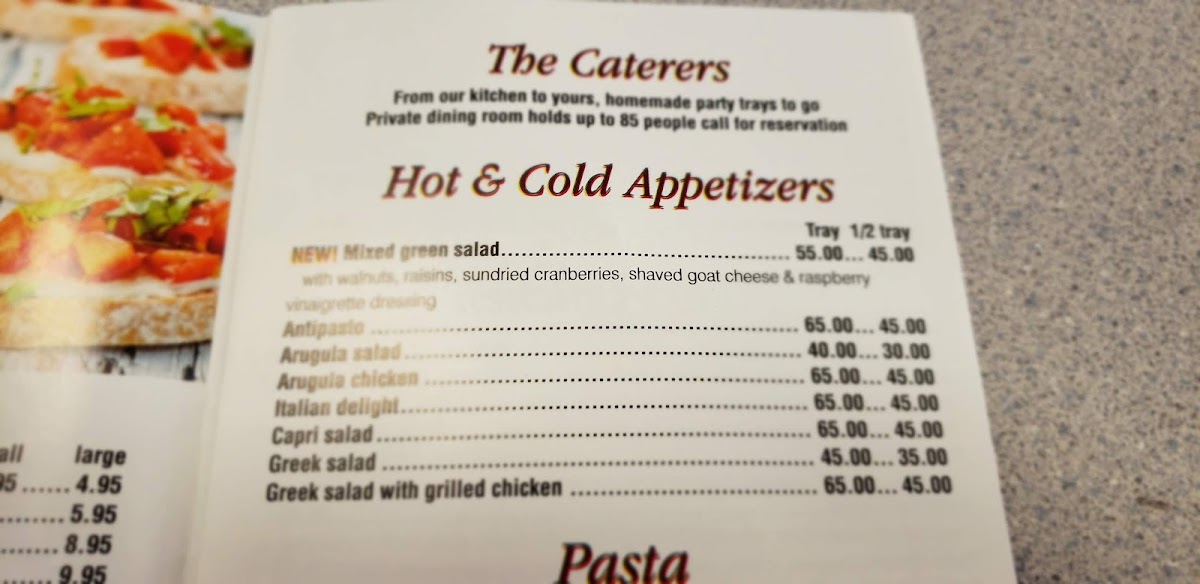 The Caterers
From our kitchen to yours, homemade party trays to go
Private dining room holds up to 85 people call for reservation
Hot & Cold Appetizers
Tray 1/2 tray
NEW! Mixed green salad 55.00... 45.00
with walnuts, raisins, sundried cranberries, shaved goat cheese & raspberry
vinaigrette dressing
Antipasto 65.00... 45.00
Arugula salad 40.00... 30.00
Arugula chicken 65.00... 45.00
Italian delight 65.00... 45.00
Capri salad 65.00... 45.00
Greek salad 45.00... 35.00
Greek salad with grilled chicken 65.00... 45.00
Pasta
large
4.95
5.95
8.95
9.95